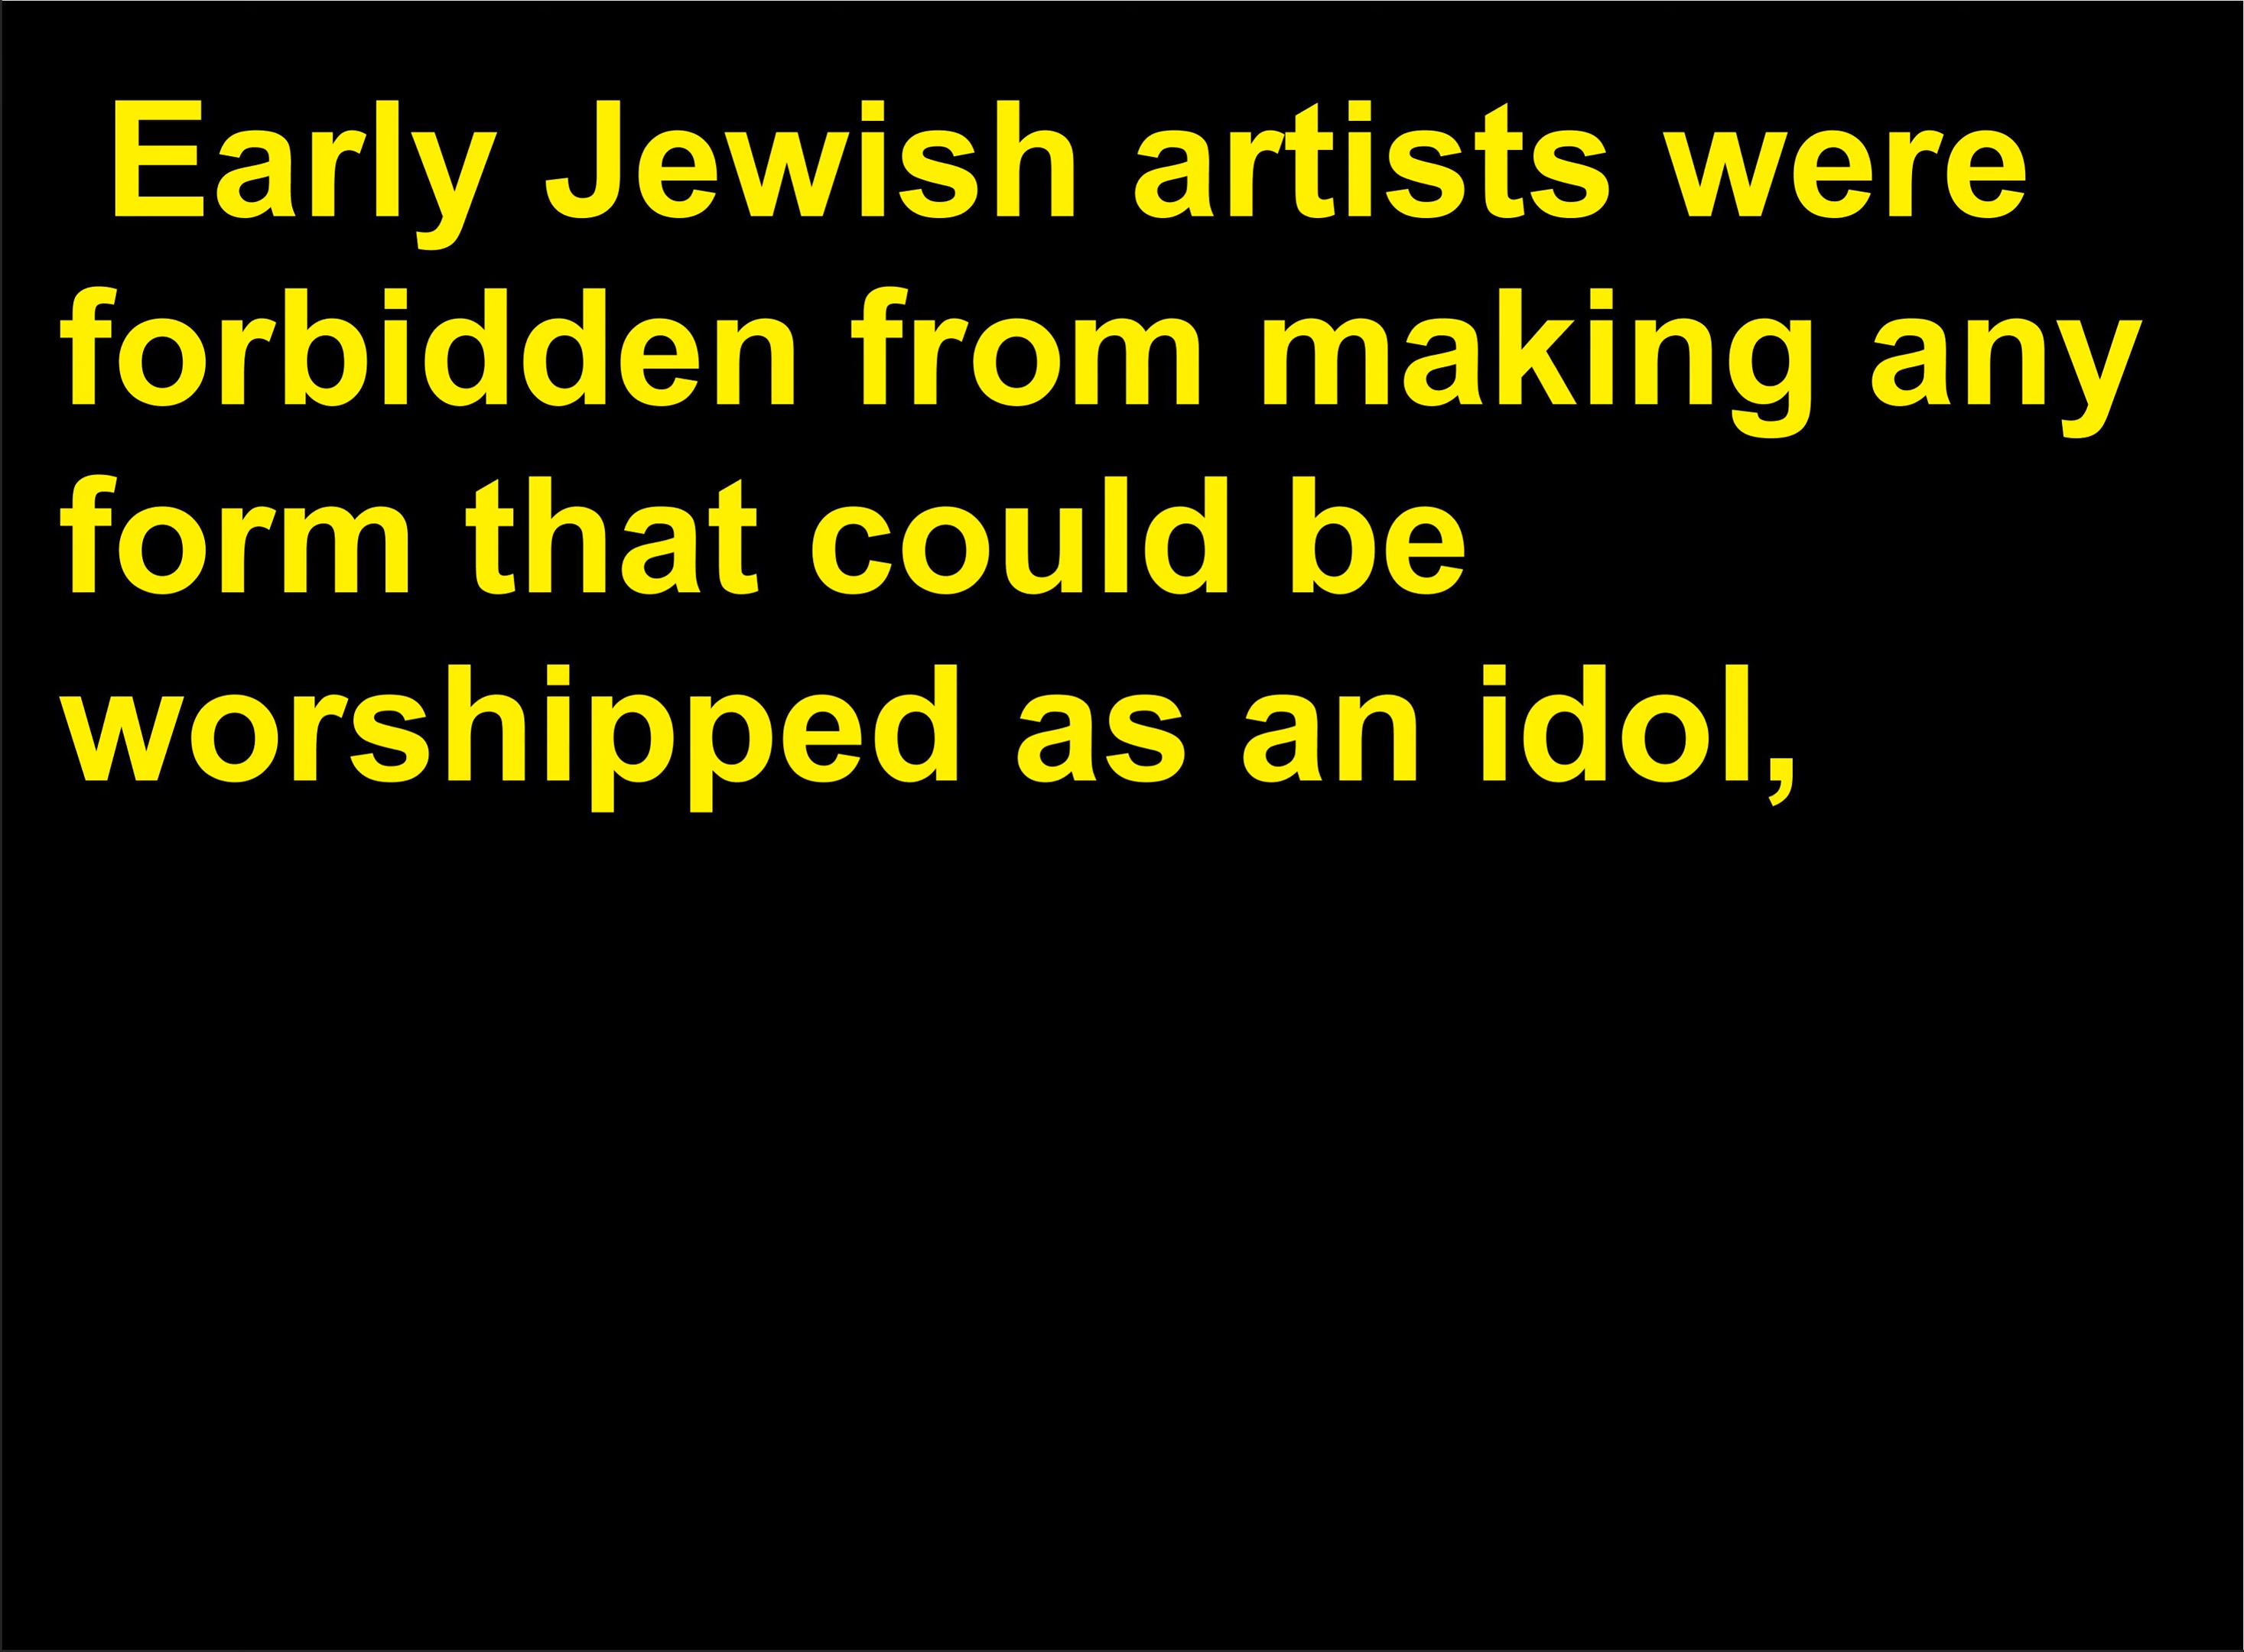 Early Jewish artists were
forbidden from making any
form that could be
worshipped as an idol,